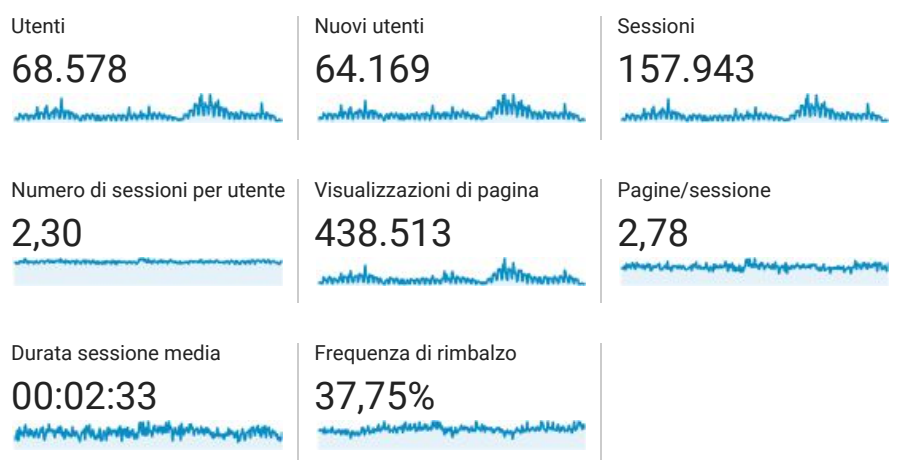 Utenti
68.578
Nuovi utenti
64.169
Sessioni
157.943
Numero di sessioni per utente
2,30
Visualizzazioni di pagina
438.513
Pagine/sessione
2,78
Durata sessione media
00:02:33
Frequenza di rimbalzo
37,75%